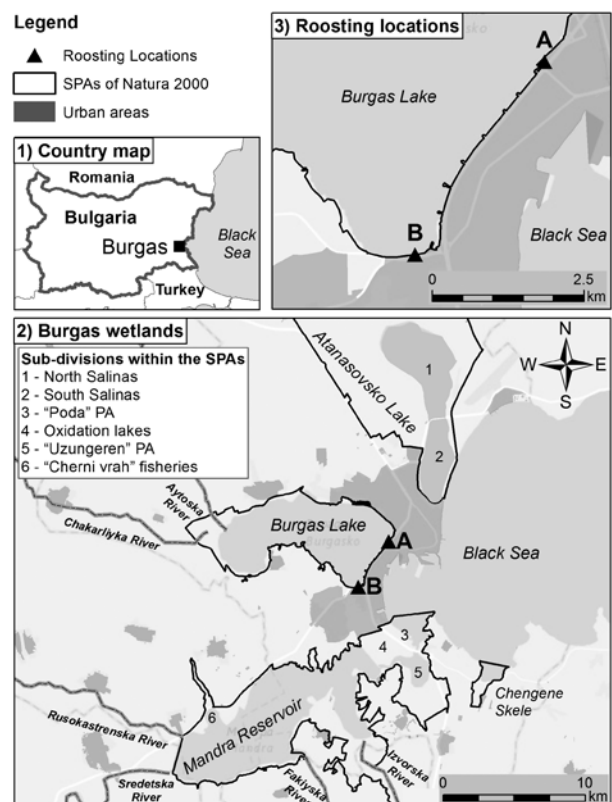 Legend
Roosting Locations
SPAs of Natura 2000
Urban areas
1) Country map
Romania
Bulgaria
Burgas
Black
Sea
Turkey
3) Roosting locations
A
Burgas Lake
B
Black Sea
0
2.5
km
2) Burgas wetlands
Sub-divisions within the SPAs
1 - North Salinas
2 - South Salinas
3 - "Poda" PA
4 - Oxidation lakes
5 - "Uzungeren" PA
6 - "Cherni vrah" fisheries
Atanasovsko Lake
1
2
N
W
E
S
Aytoska
River
Chakarliyka River
Burgas Lake
Burgasko
A
B
Black Sea
3
4
5
6
Chengene
Skele
Mandra Reservoir
Rusokastrenska River
Sredetska
River
Fakiyska
River
Izvorska
River
0
10
km